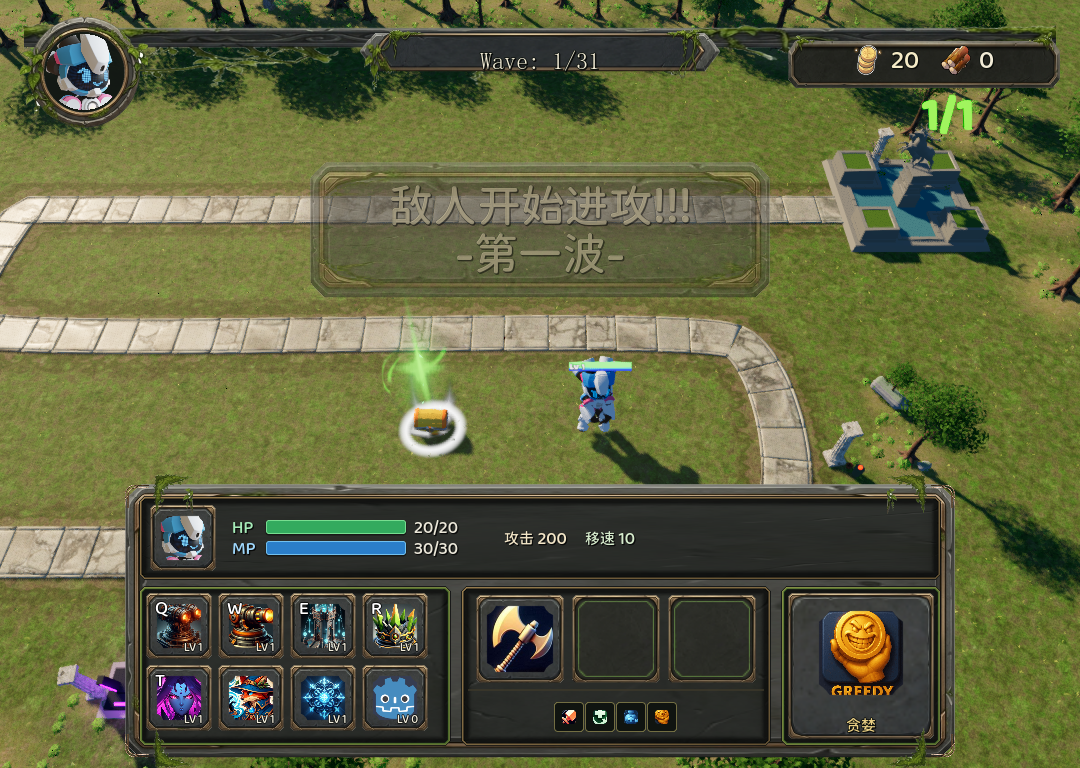 Wave: 1/31
20
0
1/1
敌人开始进攻!!!
-第一波-
HP 20/20
MP 30/30
攻击 200 移速 10
Q LV 1
W LV 1
E LV 1
R LV 1
T LV 1
LV 1
LV 1
LV 0
GREEDY
贪婪